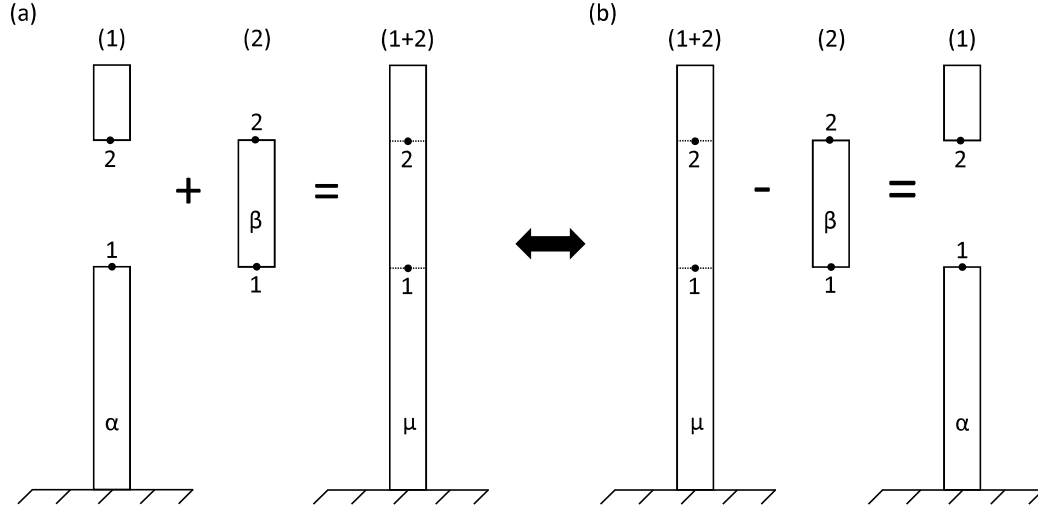 (a) (b)
(1) (2) (1+2) (1+2) (2) (1)
2 2
2 2 2 2
+ = - =
β β
1 1
1 1 1 1
α μ μ α